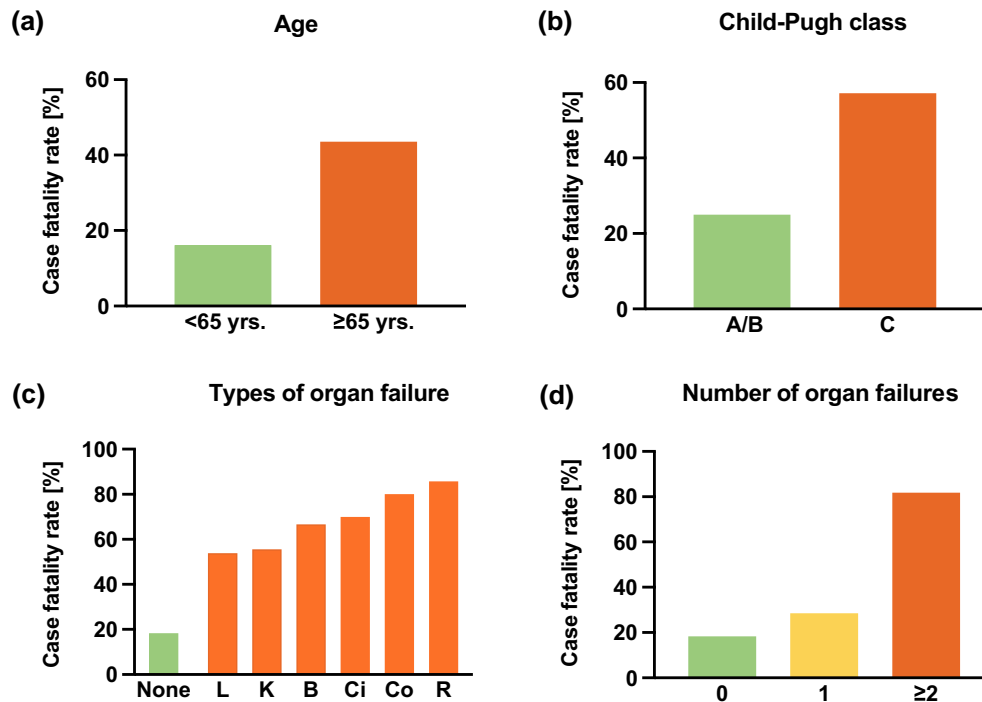 (a)
Age
Case fatality rate [%]
60
40
20
0
<65 yrs.
≥65 yrs.
(b)
Child-Pugh class
Case fatality rate [%]
60
40
20
0
A/B
C
(c)
Types of organ failure
Case fatality rate [%]
100
80
60
40
20
0
None
L
K
B
Ci
Co
R
(d)
Number of organ failures
Case fatality rate [%]
100
80
60
40
20
0
0
1
≥2